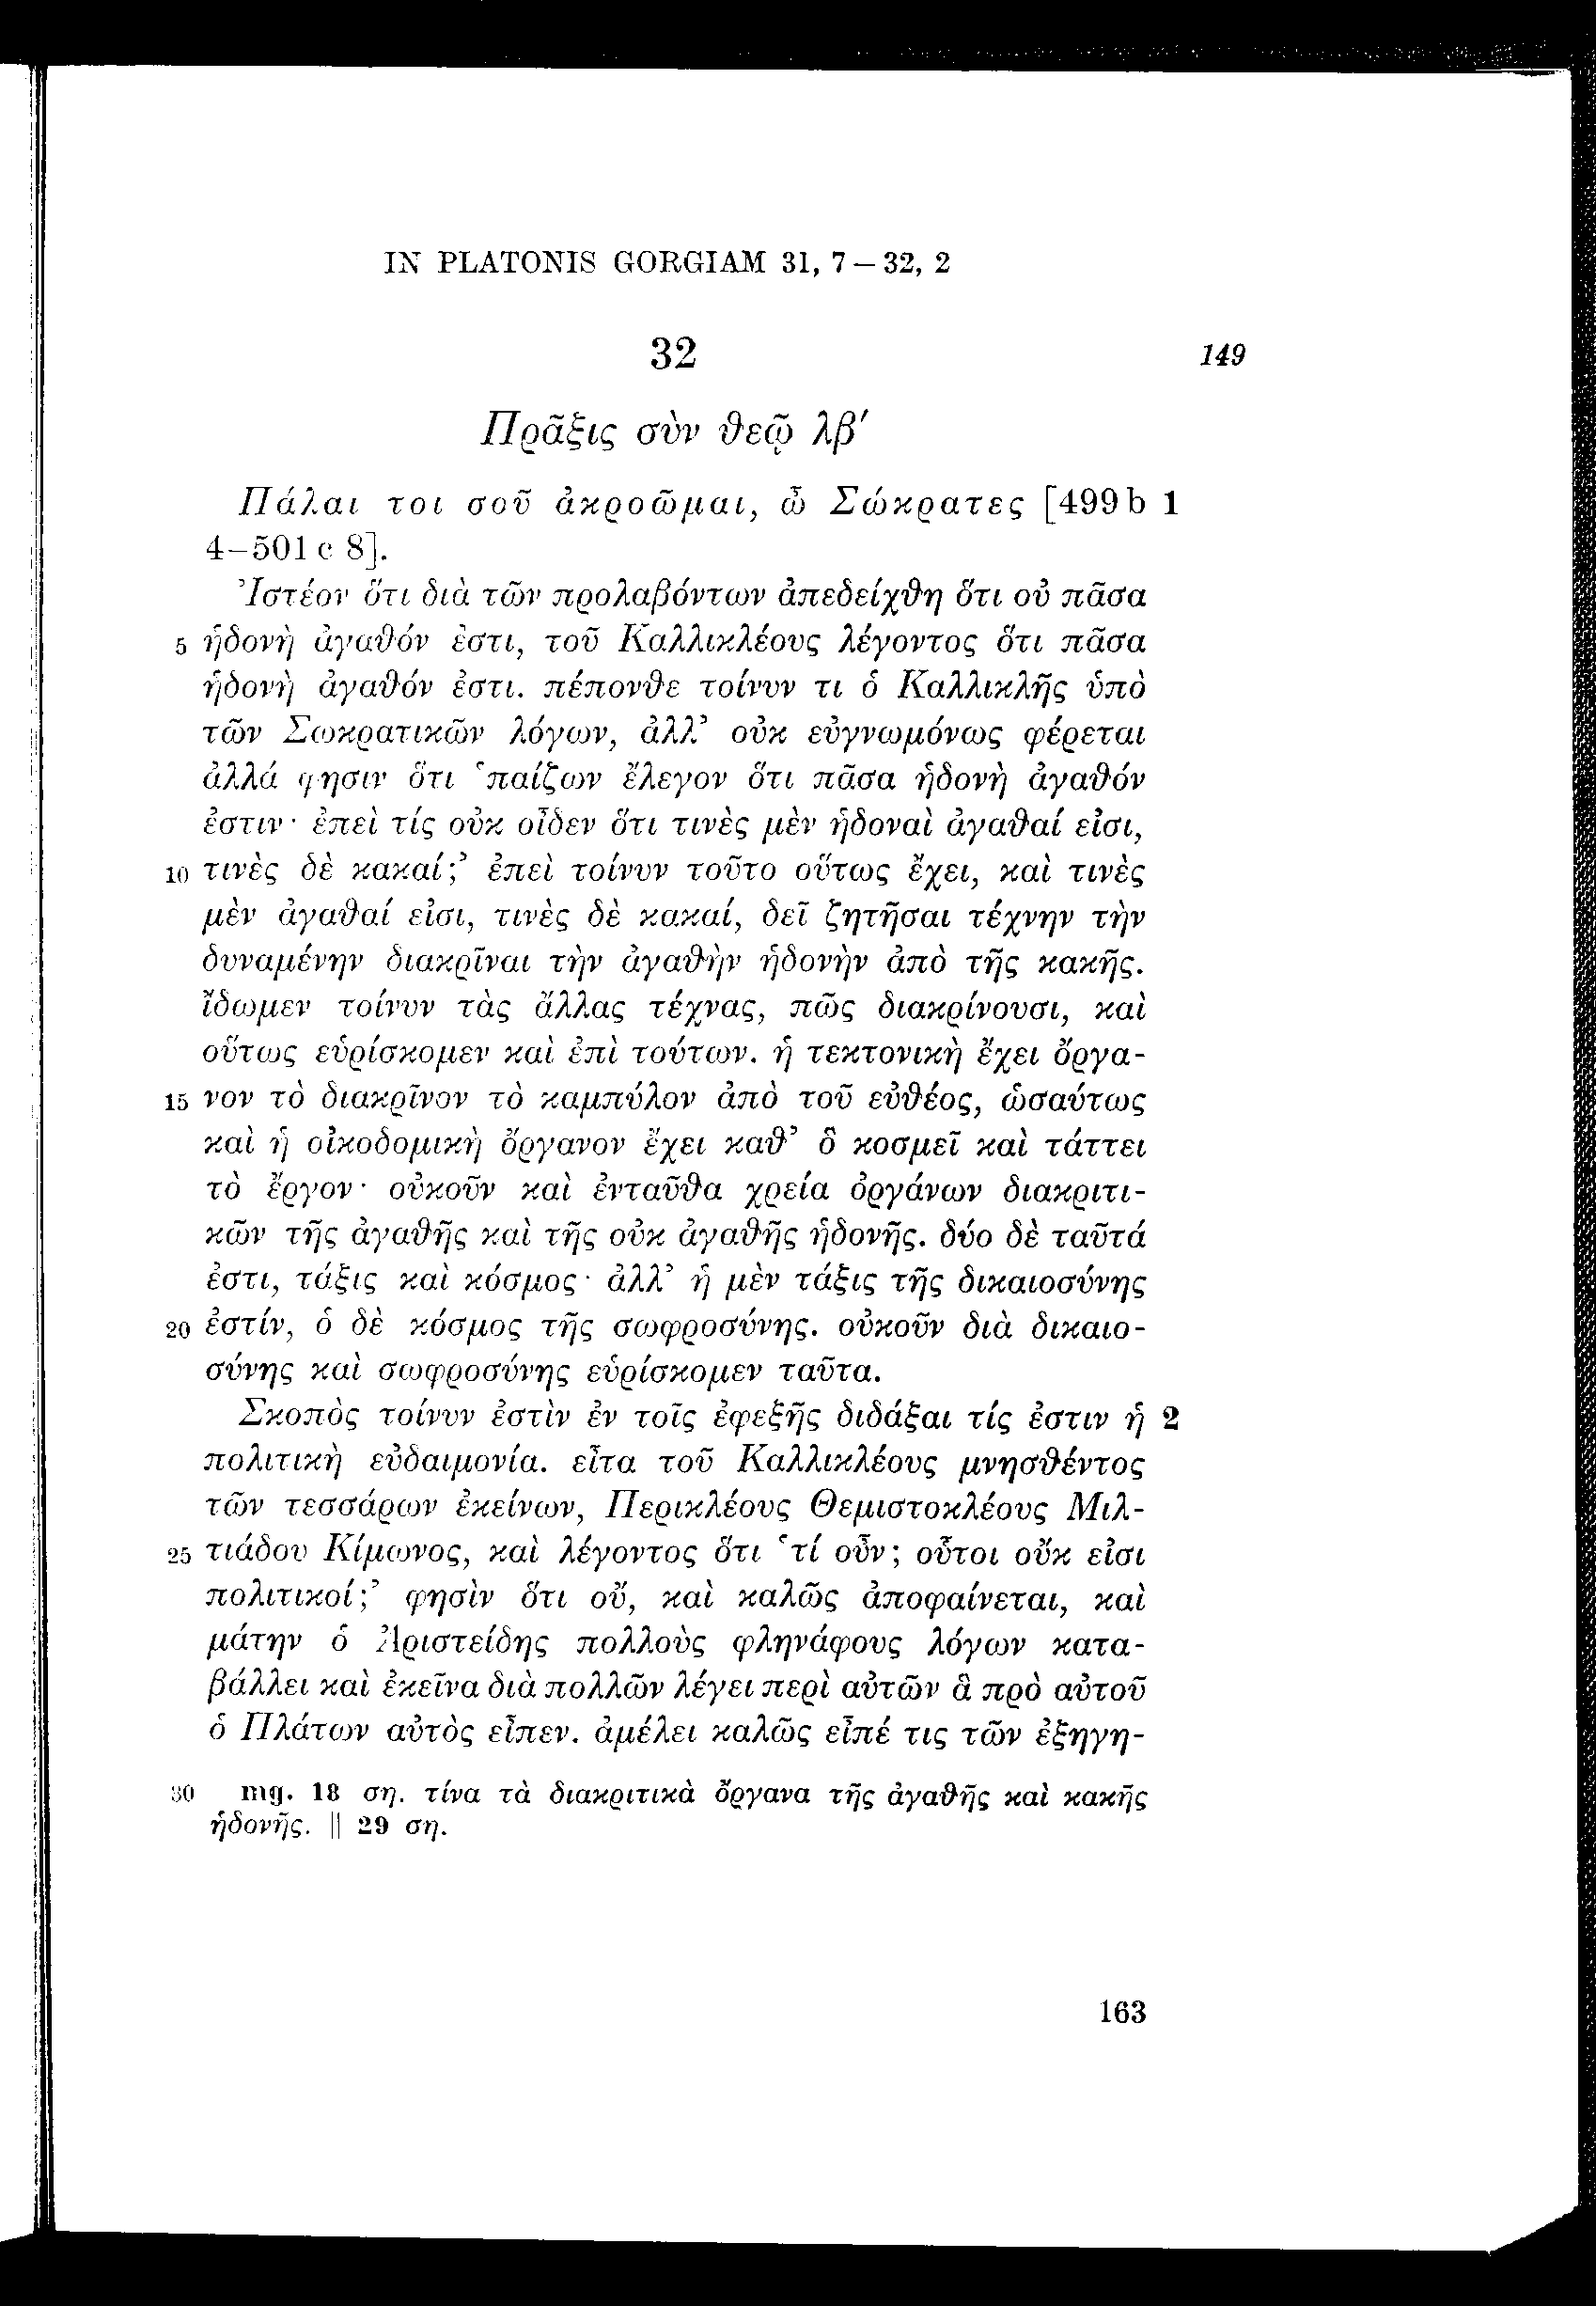 IN PLATONIS GORGIAM 31, 7 – 32, 2
32 149
Πρᾶξις σὺν θεῷ λβ′
Πάλαι τοι σοῦ ἀκροῶμαι, ὦ Σώκρατες [499 b 1
4–501 c 8].
Ἰστέον ὅτι διὰ τῶν προλαβόντων ἀπεδείχθη ὅτι οὐ πᾶσα
5 ἡδονὴ ἀγαθόν ἐστι, τοῦ Καλλικλέους λέγοντος ὅτι πᾶσα
ἡδονὴ ἀγαθόν ἐστι. πέπονθε τοίνυν τι ὁ Καλλικλῆς ὑπὸ
τῶν Σωκρατικῶν λόγων, ἀλλ’ οὐκ εὐγνωμόνως φέρεται
ἀλλά φησιν ὅτι ‘παίζων ἔλεγον ὅτι πᾶσα ἡδονὴ ἀγαθόν
ἐστιν· ἐπεὶ τίς οὐκ οἶδεν ὅτι τινὲς μὲν ἡδοναὶ ἀγαθαί εἰσι,
10 τινὲς δὲ κακαί;’ ἐπεὶ τοίνυν τοῦτο οὕτως ἔχει, καὶ τινὲς
μὲν ἀγαθαί εἰσι, τινὲς δὲ κακαί, δεῖ ζητῆσαι τέχνην τὴν
δυναμένην διακρῖναι τὴν ἀγαθὴν ἡδονὴν ἀπὸ τῆς κακῆς.
ἴδωμεν τοίνυν τὰς ἄλλας τέχνας, πῶς διακρίνουσι, καὶ
οὕτως εὑρίσκομεν καὶ ἐπὶ τούτων. ἡ τεκτονικὴ ἔχει ὄργα-
15 νον τὸ διακρῖνον τὸ καμπύλον ἀπὸ τοῦ εὐθέος, ὡσαύτως
καὶ ἡ οἰκοδομικὴ ὄργανον ἔχει καθ’ ὃ κοσμεῖ καὶ τάττει
τὸ ἔργον· οὐκοῦν καὶ ἐνταῦθα χρεία ὀργάνων διακριτι-
κῶν τῆς ἀγαθῆς καὶ τῆς οὐκ ἀγαθῆς ἡδονῆς. δύο δὲ ταῦτά
ἐστι, τάξις καὶ κόσμος· ἀλλ’ ἡ μὲν τάξις τῆς δικαιοσύνης
20 ἐστίν, ὁ δὲ κόσμος τῆς σωφροσύνης. οὐκοῦν διὰ δικαιο-
σύνης καὶ σωφροσύνης εὑρίσκομεν ταῦτα.
Σκοπὸς τοίνυν ἐστὶν ἐν τοῖς ἐφεξῆς διδάξαι τίς ἐστιν ἡ 2
πολιτικὴ εὐδαιμονία. εἶτα τοῦ Καλλικλέους μνησθέντος
τῶν τεσσάρων ἐκείνων, Περικλέους Θεμιστοκλέους Μιλ-
25 τιάδου Κίμωνος, καὶ λέγοντος ὅτι ‘τί οὖν; οὗτοι οὔκ εἰσι
πολιτικοί;’ φησὶν ὅτι οὔ, καὶ καλῶς ἀποφαίνεται, καὶ
μάτην ὁ Ἀριστείδης πολλοὺς φληνάφους λόγων κατα-
βάλλει καὶ ἐκεῖνα διὰ πολλῶν λέγει περὶ αὐτῶν ἃ πρὸ αὐτοῦ
ὁ Πλάτων αὐτὸς εἶπεν. ἀμέλει καλῶς εἶπέ τις τῶν ἐξηγη-
30 mg. 18 ση. τίνα τὰ διακριτικὰ ὄργανα τῆς ἀγαθῆς καὶ κακῆς
ἡδονῆς. || 29 ση.
163